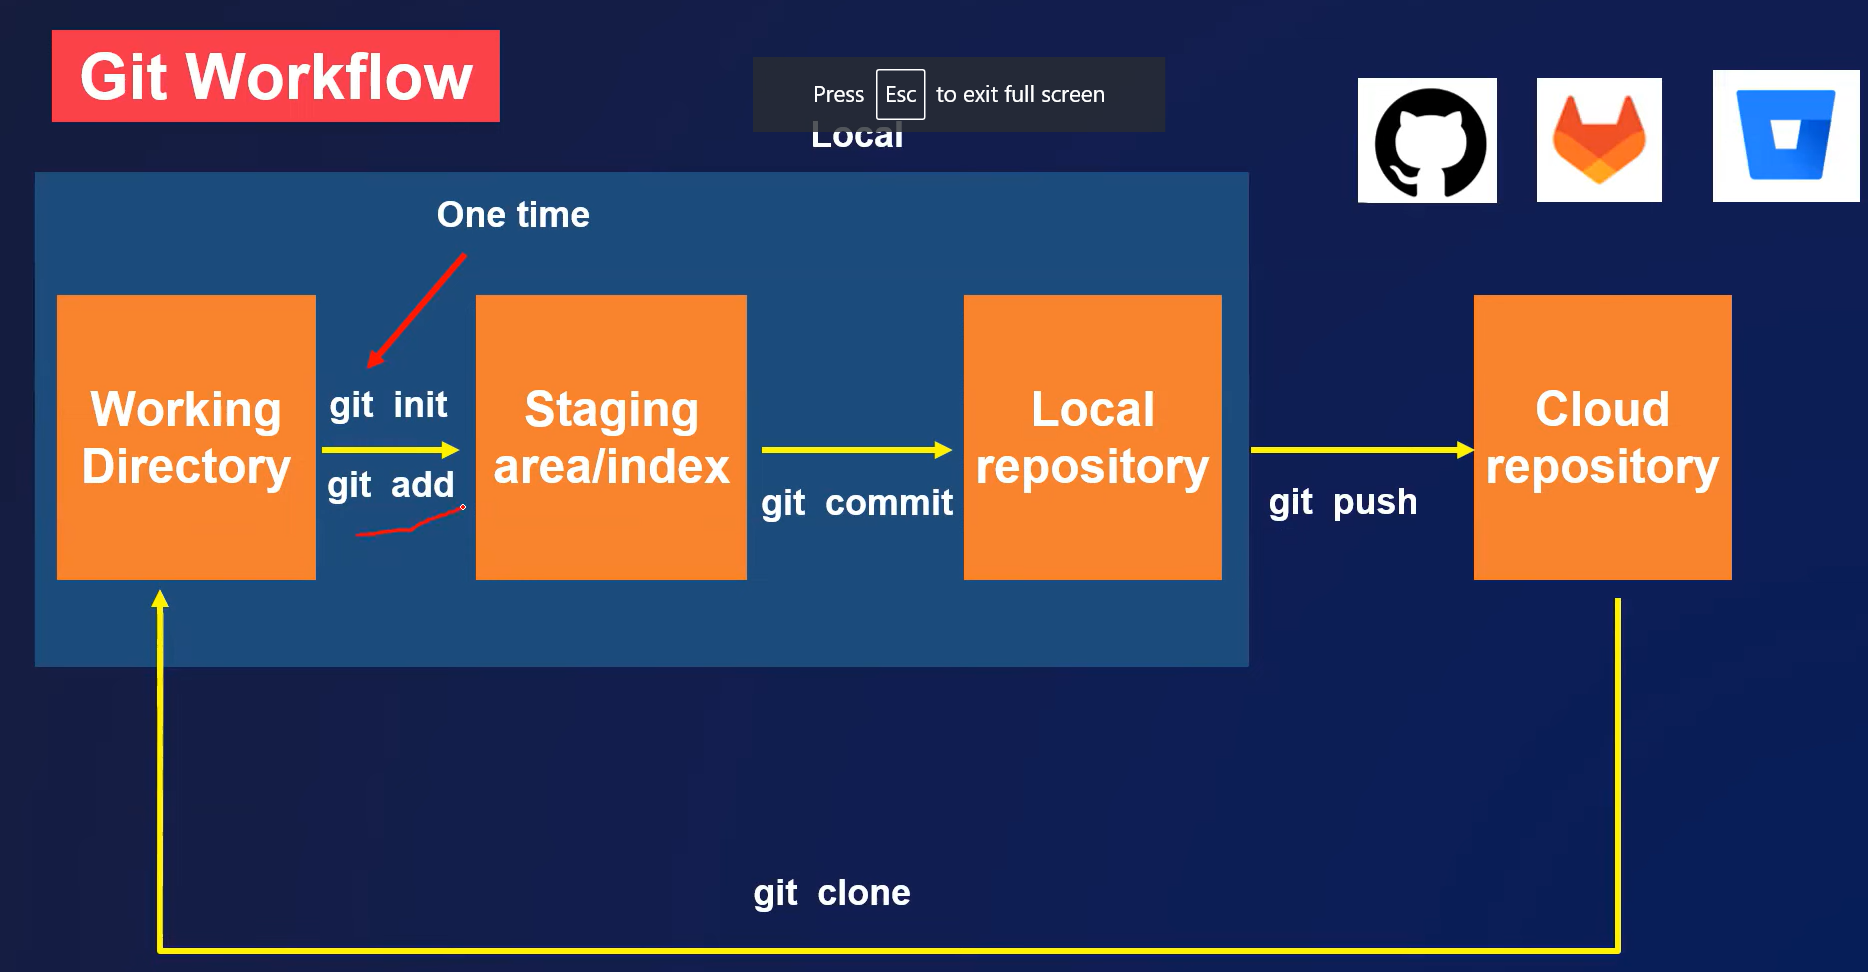 Git Workflow
Press Esc to exit full screen
Local
One time
Working
Directory
git init
git add
Staging
area/index
git commit
Local
repository
git push
Cloud
repository
git clone